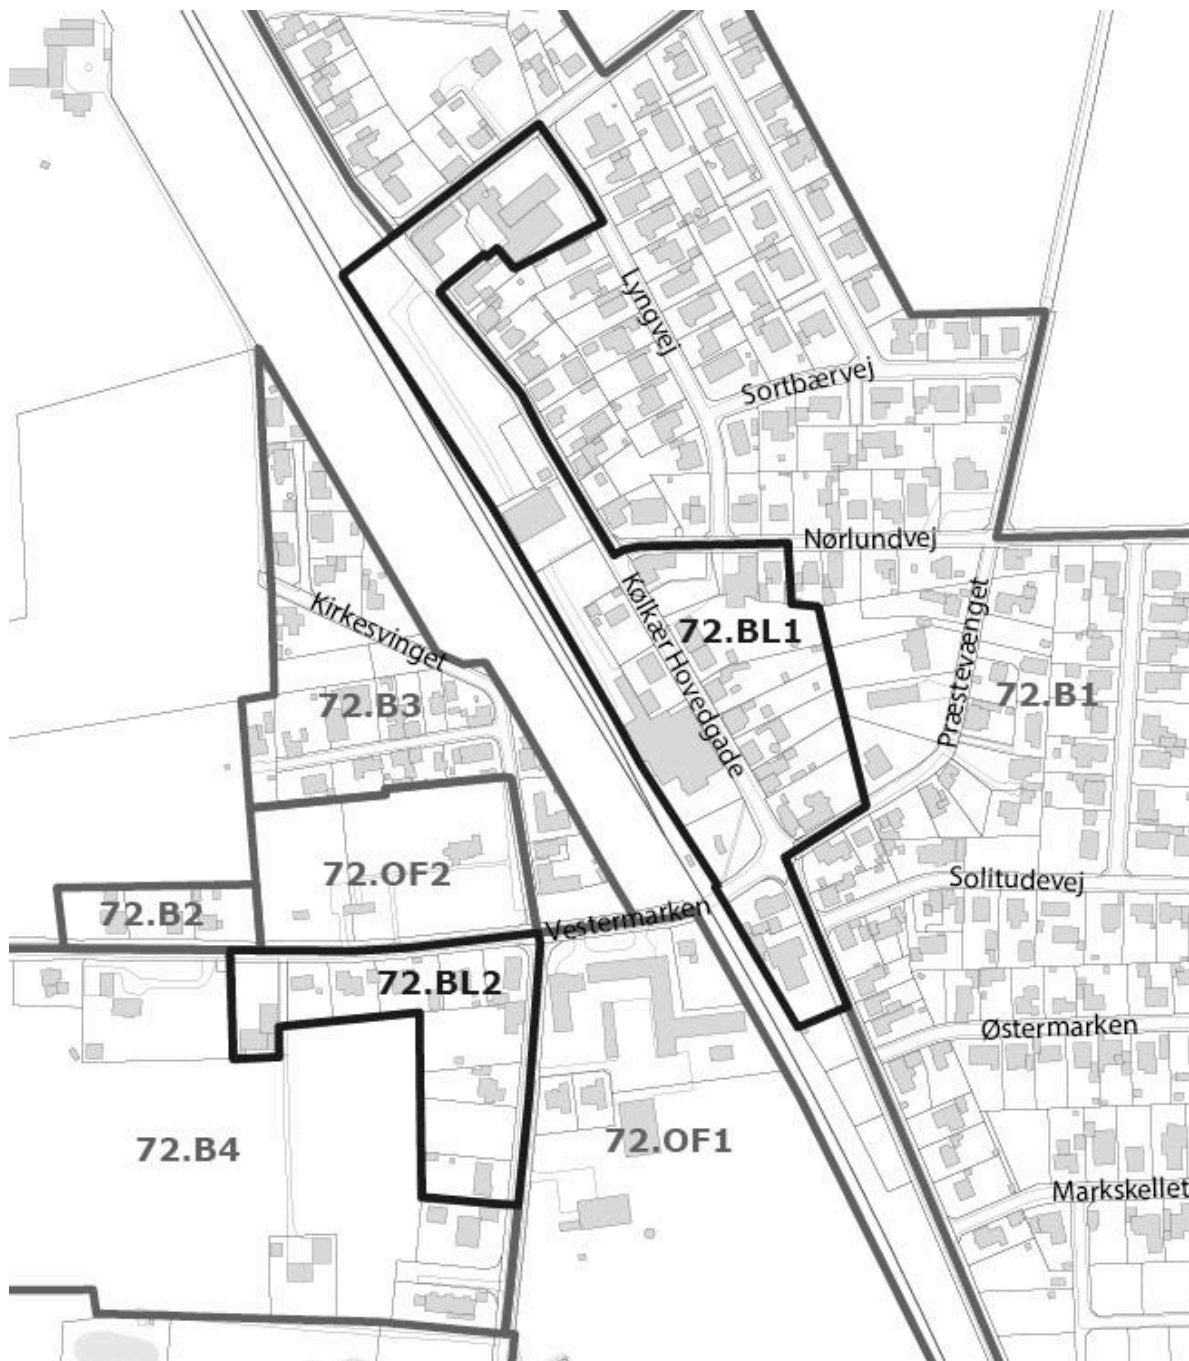 Lyngvej
Sortbærvej
Nørlundvej
Kølkær Hovedgade
72.BL1
Kirkesvinget
Præstevænget
72.B3
72.B1
72.OF2
Solitudevej
72.B2
Vestermarken
72.BL2
Østermarken
72.B4
72.OF1
Markskellet